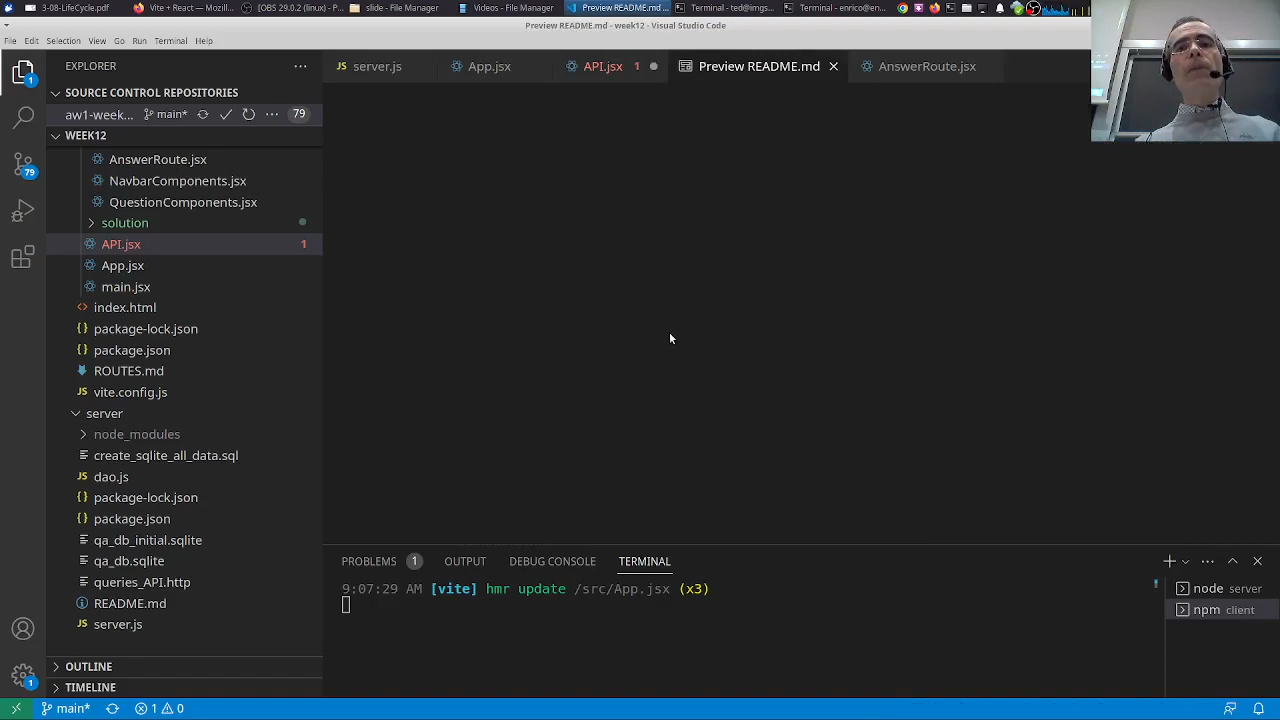 3-08-LifeCycle.pdf
Vite + React - Mozill...
[OBS 29.0.2 (linux) - P...
slide - File Manager
Videos - File Manager
Preview README.md ...
Terminal - ted@imgs...
Terminal - enrico@en...
Preview README.md - week12 - Visual Studio Code
File Edit Selection View Go Run Terminal Help
EXPLORER
server.js
App.jsx
API.jsx 1
Preview README.md
AnswerRoute.jsx
SOURCE CONTROL REPOSITORIES
aw1-week... main* 79
WEEK12
AnswerRoute.jsx
NavbarComponents.jsx
QuestionComponents.jsx
solution
API.jsx 1
App.jsx
main.jsx
index.html
package-lock.json
package.json
ROUTES.md
vite.config.js
server
node_modules
create_sqlite_all_data.sql
dao.js
package-lock.json
package.json
qa_db_initial.sqlite
qa_db.sqlite
queries_API.http
README.md
server.js
OUTLINE
TIMELINE
1
79
1
PROBLEMS 1 OUTPUT DEBUG CONSOLE TERMINAL
9:07:29 AM [vite] hmr update /src/App.jsx (x3)
node server
npm client
main* 1 0